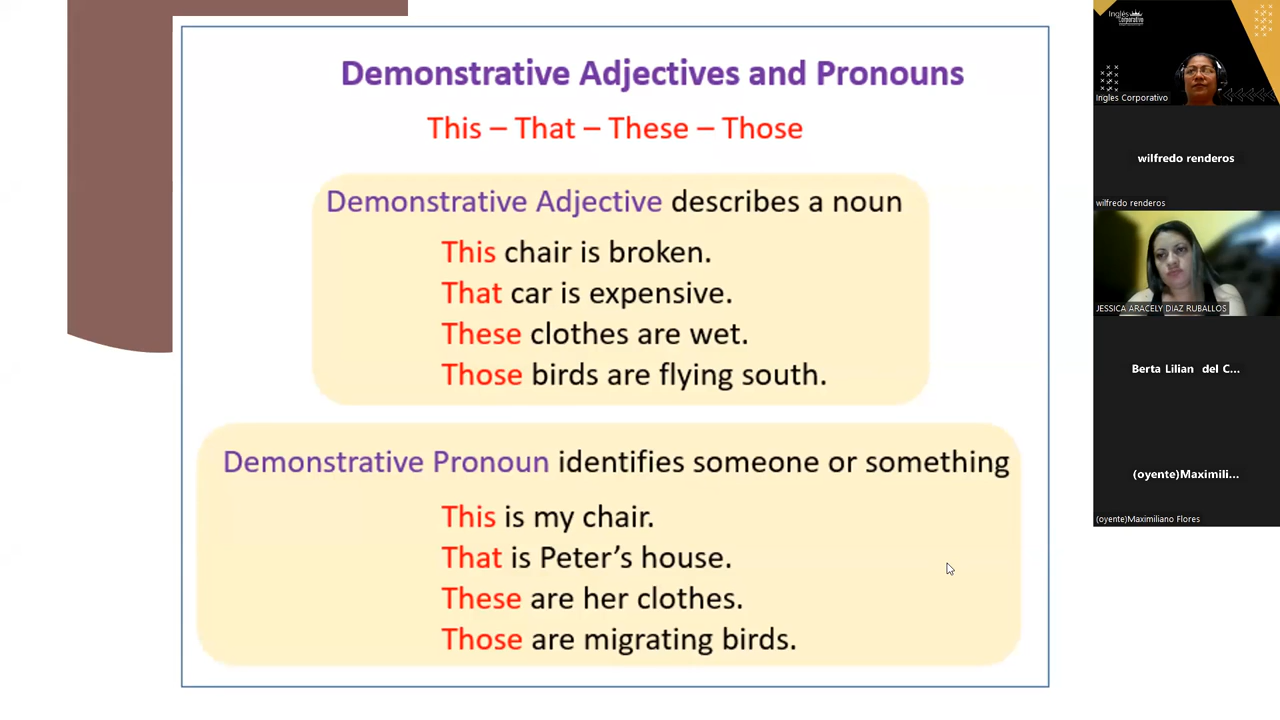 Demonstrative Adjectives and Pronouns
This – That – These – Those
Demonstrative Adjective describes a noun
This chair is broken.
That car is expensive.
These clothes are wet.
Those birds are flying south.
Demonstrative Pronoun identifies someone or something
This is my chair.
That is Peter’s house.
These are her clothes.
Those are migrating birds.
Inglés
Corporativo
Ingles Corporativo
wilfredo renderos
wilfredo renderos
JESSICA ARACELY DIAZ RUBALLOS
Berta Lilian del C...
(oyente)Maximili...
(oyente)Maximiliano Flores